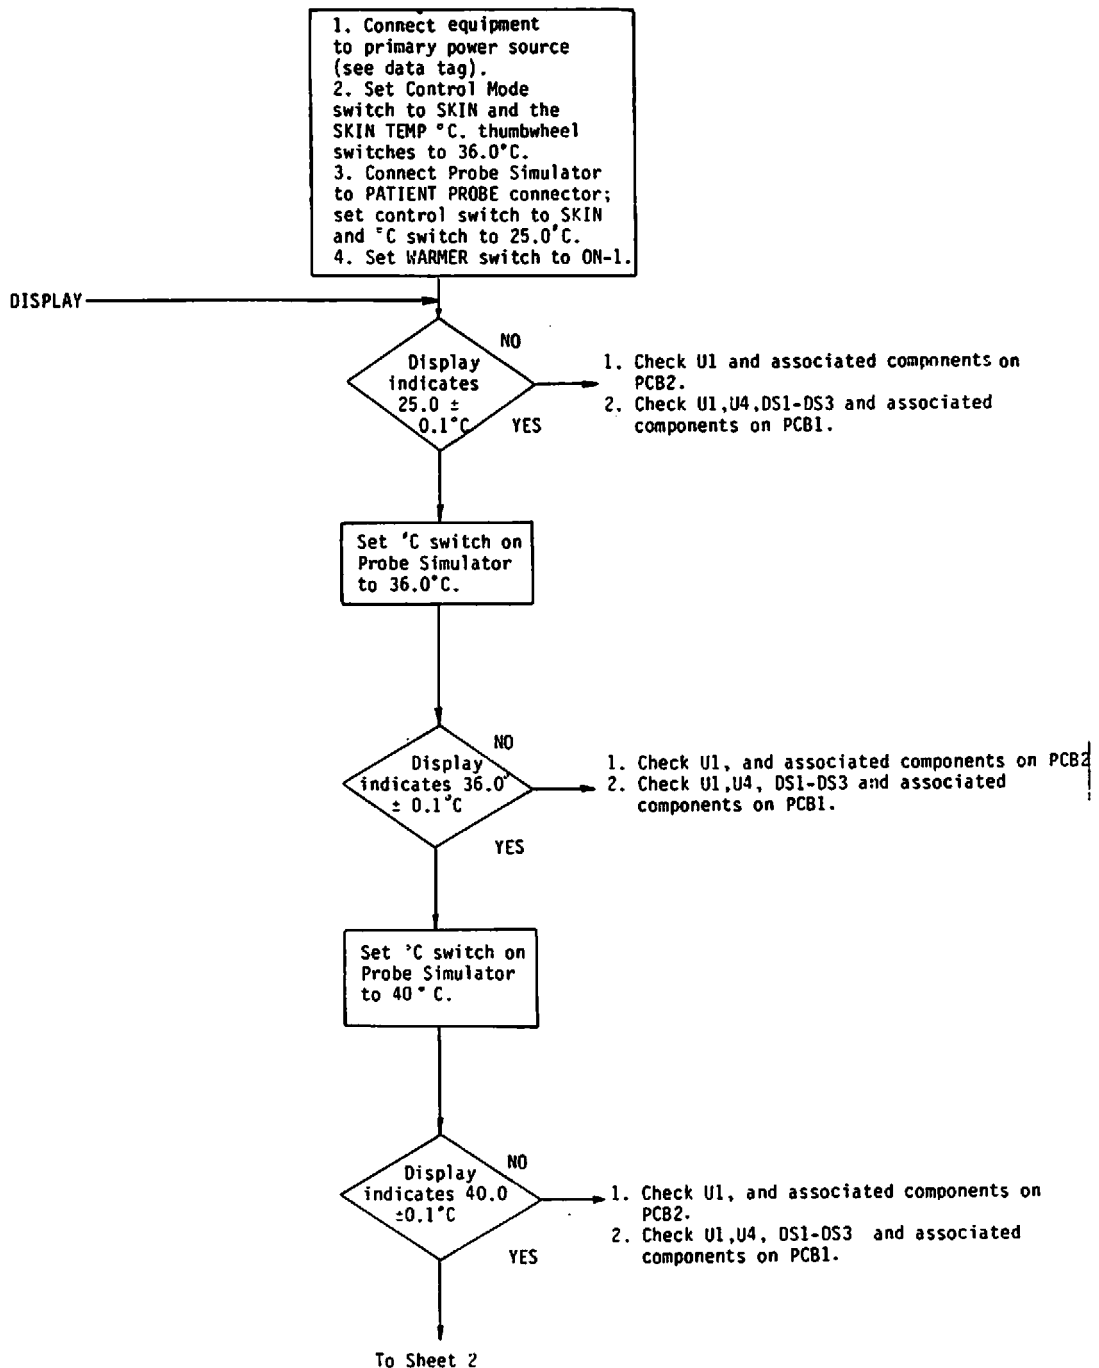 1. Connect equipment
to primary power source
(see data tag).
2. Set Control Mode
switch to SKIN and the
SKIN TEMP °C. thumbwheel
switches to 36.0°C.
3. Connect Probe Simulator
to PATIENT PROBE connector;
set control switch to SKIN
and °C switch to 25.0°C.
4. Set WARMER switch to ON-1.
DISPLAY
Display
indicates
25.0 ±
0.1°C
NO
YES
1. Check U1 and associated components on
PCB2.
2. Check U1,U4,DS1-DS3 and associated
components on PCB1.
Set °C switch on
Probe Simulator
to 36.0°C.
Display
indicates 36.0°
± 0.1°C
NO
YES
1. Check U1, and associated components on PCB2
2. Check U1,U4, DS1-DS3 and associated
components on PCB1.
Set °C switch on
Probe Simulator
to 40° C.
Display
indicates 40.0
±0.1°C
NO
YES
1. Check U1, and associated components on
PCB2.
2. Check U1,U4, DS1-DS3 and associated
components on PCB1.
To Sheet 2